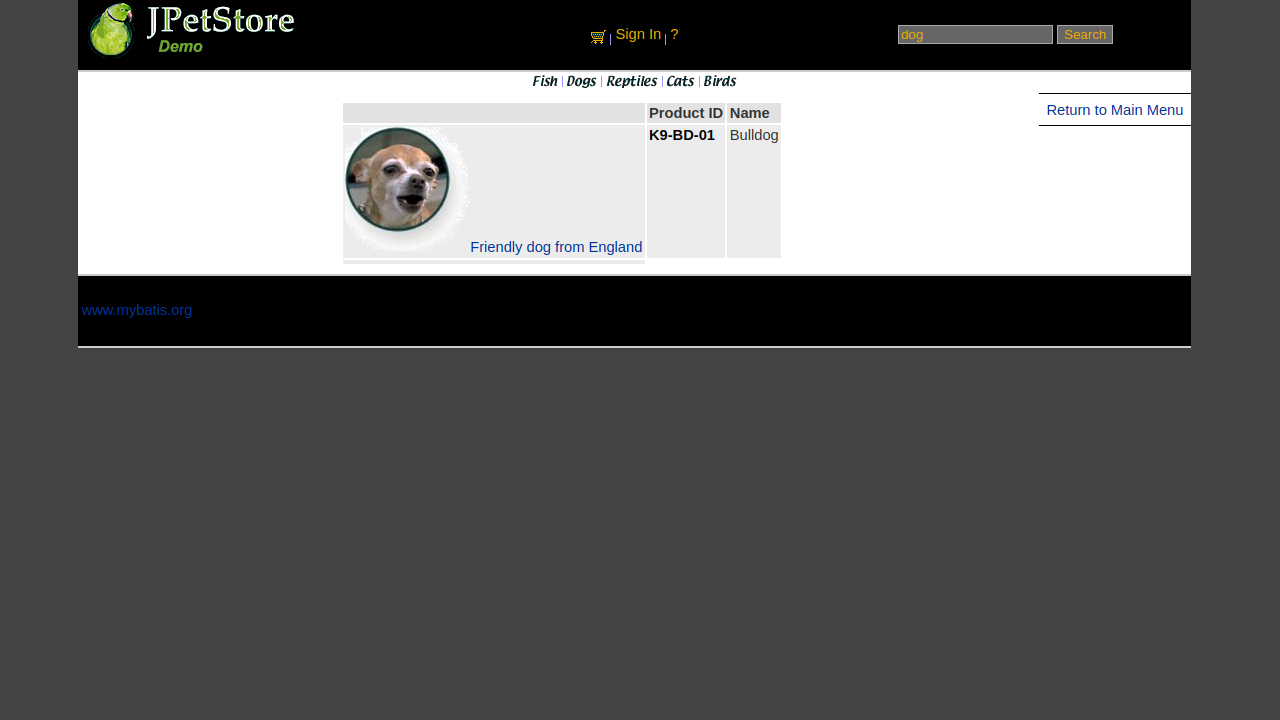 JPetStore
Demo
Sign In ?
dog Search
Fish Dogs Reptiles Cats Birds
Return to Main Menu
Product ID Name
K9-BD-01 Bulldog
Friendly dog from England
www.mybatis.org